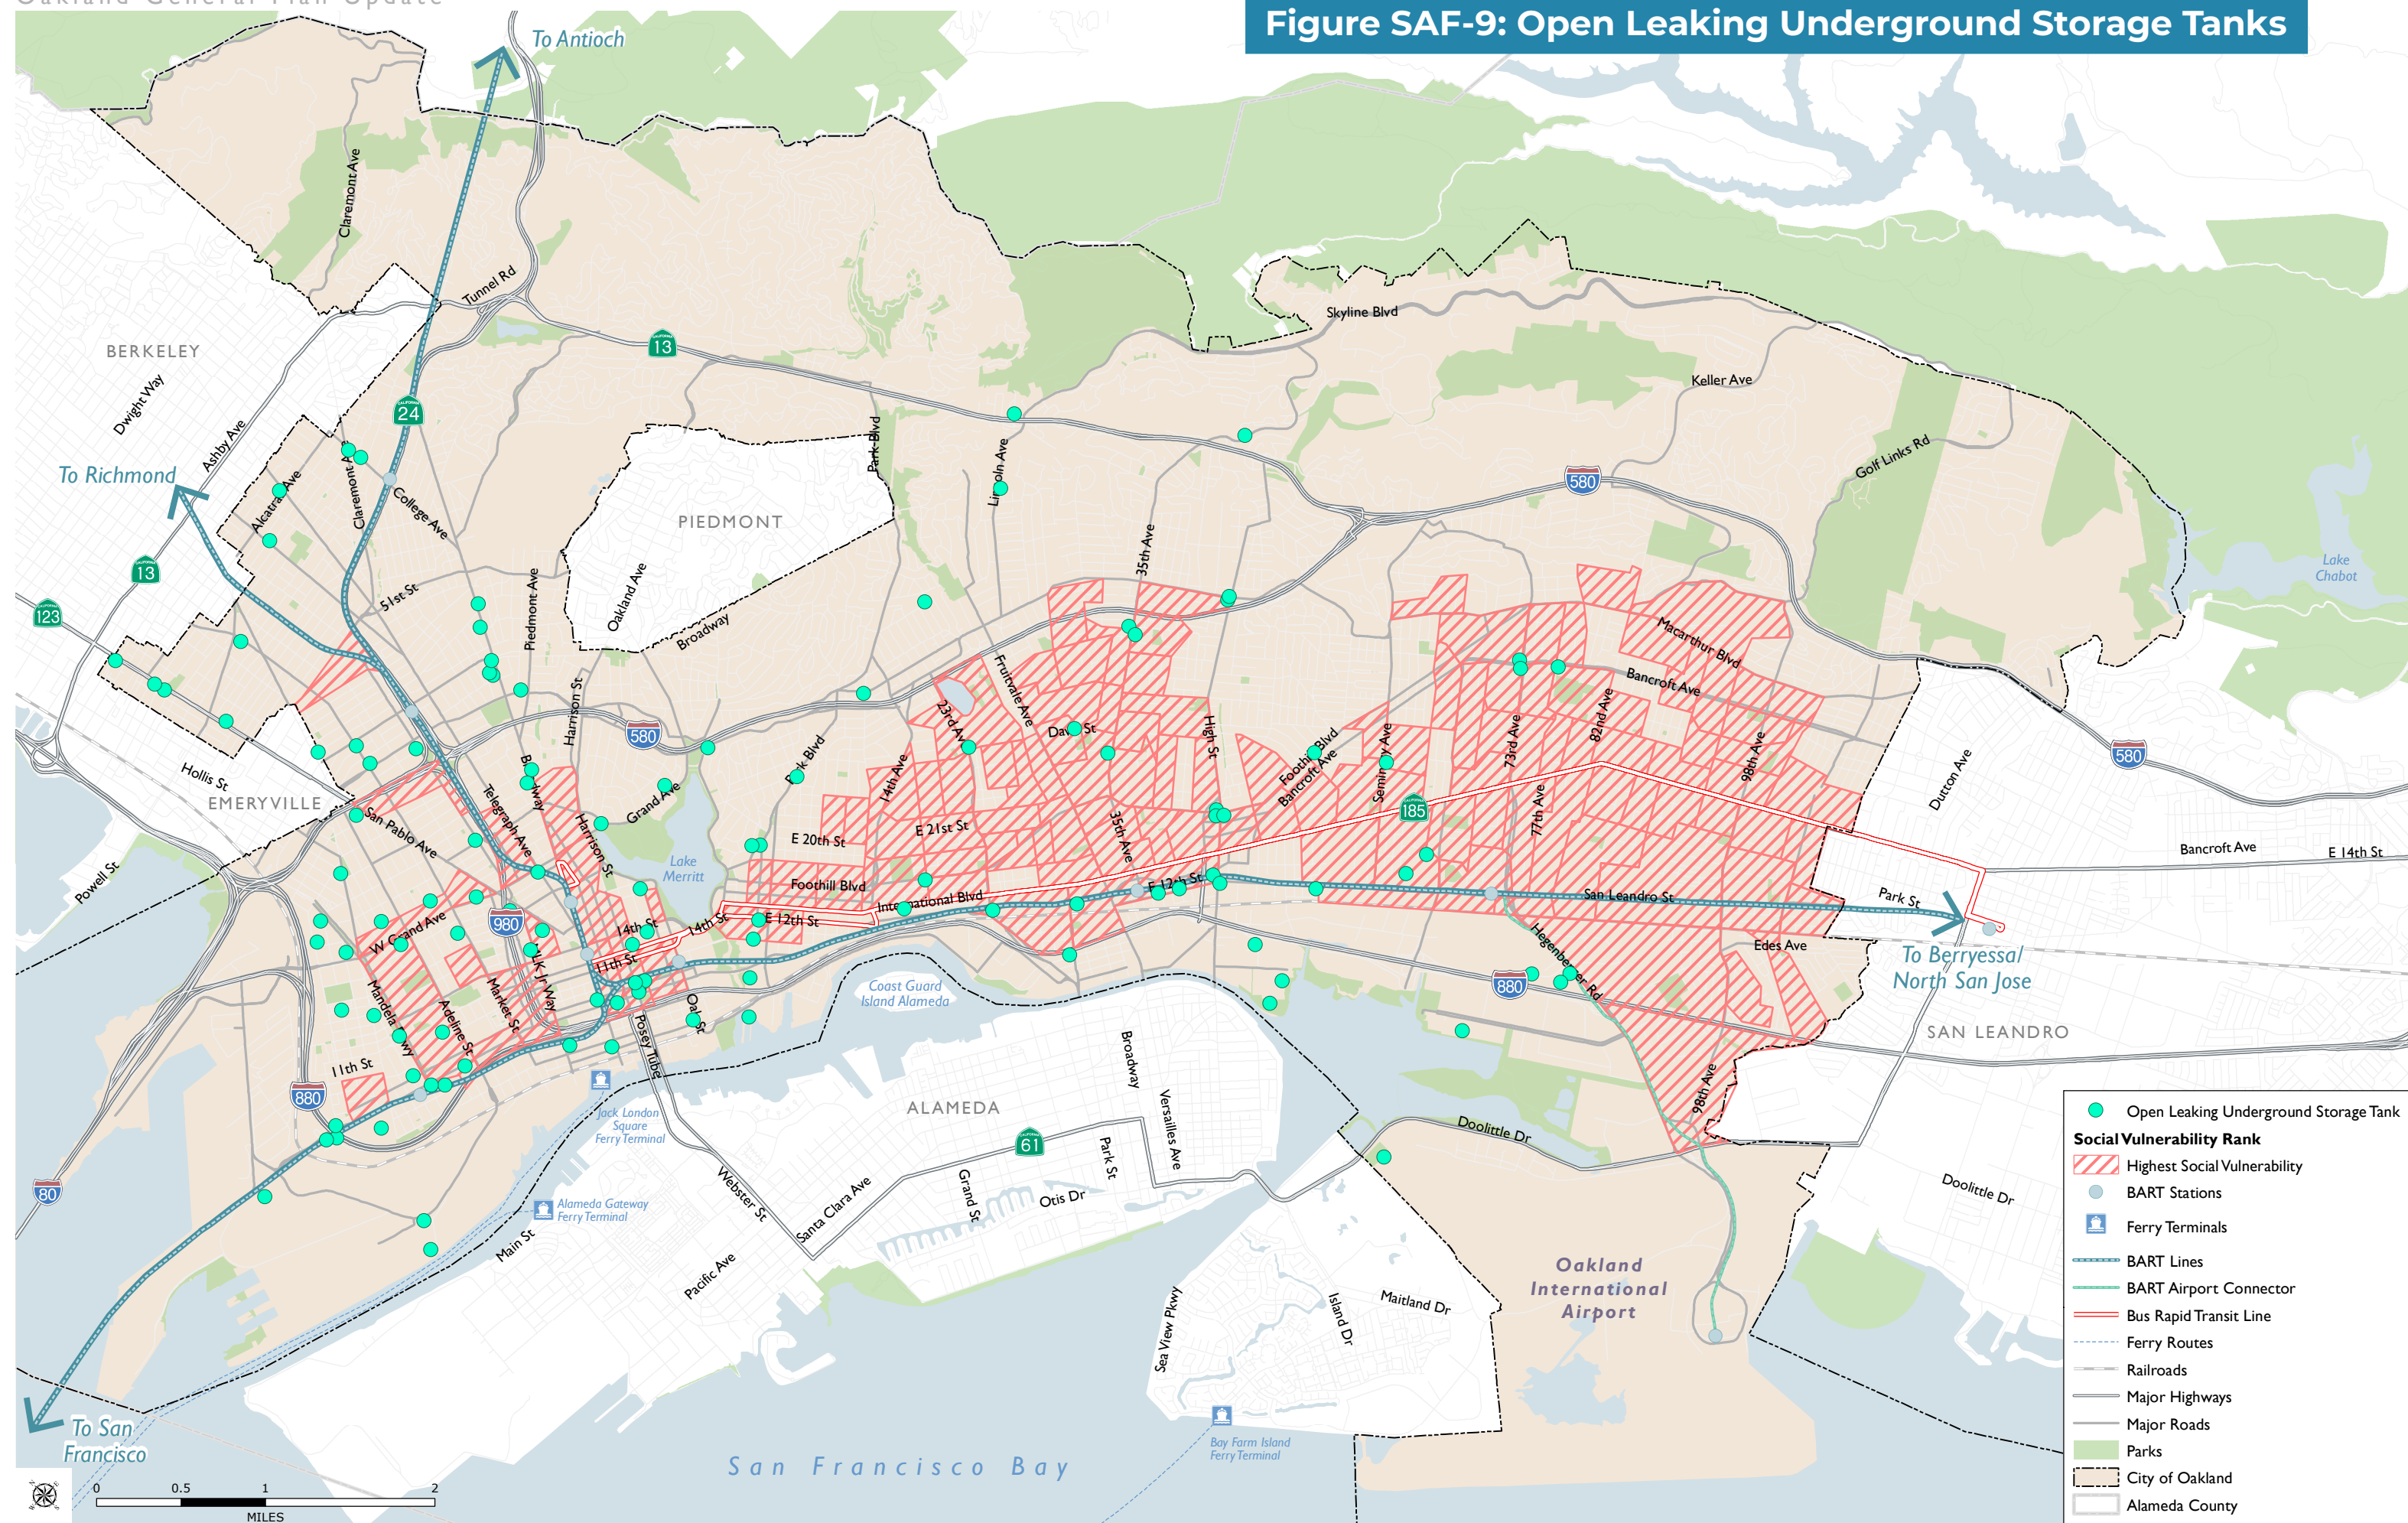 Oakland General Plan Update
Figure SAF-9: Open Leaking Underground Storage Tanks
To Antioch
Claremont Ave
Tunnel Rd
13
Skyline Blvd
BERKELEY
Dwight Way
Ashby Ave
24
Keller Ave
To Richmond
Alcatraz Ave
Claremont Ave
College Ave
PIEDMONT
Park Blvd
Lincoln Ave
580
Golf Links Rd
13
123
51st St
Piedmont Ave
Oakland Ave
Broadway
35th Ave
Lake
Chabot
Macarthur Blvd
Bancroft Ave
Harrison St
580
Fruitvale Ave
23rd Ave
Davis St
High St
Foothill Blvd
Bancroft Ave
Seminary Ave
73rd Ave
82nd Ave
98th Ave
580
Hollis St
EMERYVILLE
Broadway
Telegraph Ave
Grand Ave
Park Blvd
14th Ave
185
77th Ave
Dutton Ave
San Pablo Ave
Harrison St
E 20th St
E 21st St
35th Ave
Bancroft Ave
E 14th St
Powell St
Lake
Merritt
Foothill Blvd
International Blvd
E 12th St
San Leandro St
Park St
W Grand Ave
980
14th St
14th St
E 12th St
Edes Ave
To Berryessa/
North San Jose
11th St
MLK Jr Way
Market St
Adeline St
Mandela Pkwy
Oak St
Posey Tube
Coast Guard
Island Alameda
880
Hegenberger Rd
SAN LEANDRO
11th St
880
Jack London
Square
Ferry Terminal
ALAMEDA
Broadway
Versailles Ave
61
Park St
98th Ave
Doolittle Dr
80
Alameda Gateway
Ferry Terminal
Main St
Webster St
Santa Clara Ave
Grand St
Otis Dr
Pacific Ave
Doolittle Dr
Oakland
International
Airport
Sea View Pkwy
Island Dr
Maitland Dr
To San
Francisco
San Francisco Bay
Bay Farm Island
Ferry Terminal
0 0.5 1 2
MILES
Open Leaking Underground Storage Tank
Social Vulnerability Rank
Highest Social Vulnerability
BART Stations
Ferry Terminals
BART Lines
BART Airport Connector
Bus Rapid Transit Line
Ferry Routes
Railroads
Major Highways
Major Roads
Parks
City of Oakland
Alameda County